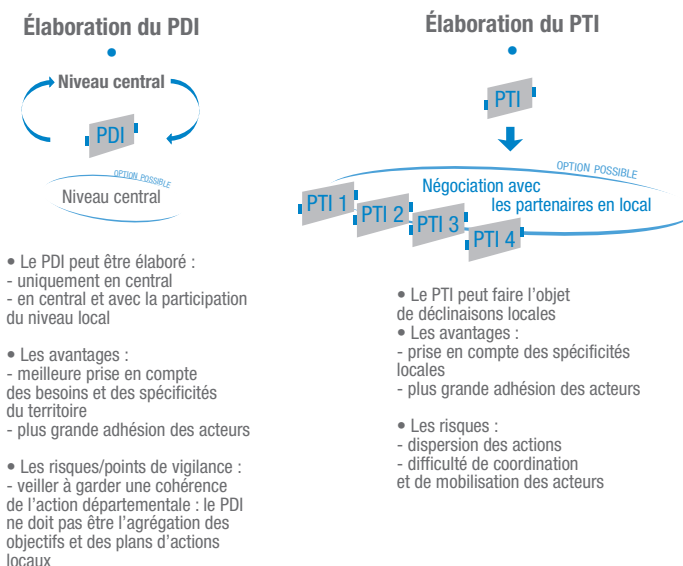 Élaboration du PDI
Niveau central
PDI
OPTION POSSIBLE
Niveau central
• Le PDI peut être élaboré :
- uniquement en central
- en central et avec la participation
du niveau local
• Les avantages :
- meilleure prise en compte
des besoins et des spécificités
du territoire
- plus grande adhésion des acteurs
• Les risques/points de vigilance :
- veiller à garder une cohérence
de l’action départementale : le PDI
ne doit pas être l’agrégation des
objectifs et des plans d’actions
locaux
Élaboration du PTI
PTI
OPTION POSSIBLE
Négociation avec
les partenaires en local
PTI 1
PTI 2
PTI 3
PTI 4
• Le PTI peut faire l’objet
de déclinaisons locales
• Les avantages :
- prise en compte des spécificités
locales
- plus grande adhésion des acteurs
• Les risques :
- dispersion des actions
- difficulté de coordination
et de mobilisation des acteurs